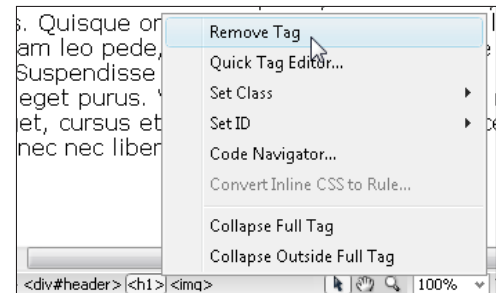 s. Quisque or
am leo pede,
Suspendisse
eget purus.
et, cursus et
nec nec liber
Remove Tag
Quick Tag Editor...
Set Class
Set ID
Code Navigator...
Convert Inline CSS to Rule...
Collapse Full Tag
Collapse Outside Full Tag
<div#header> <h1> <img> 100%